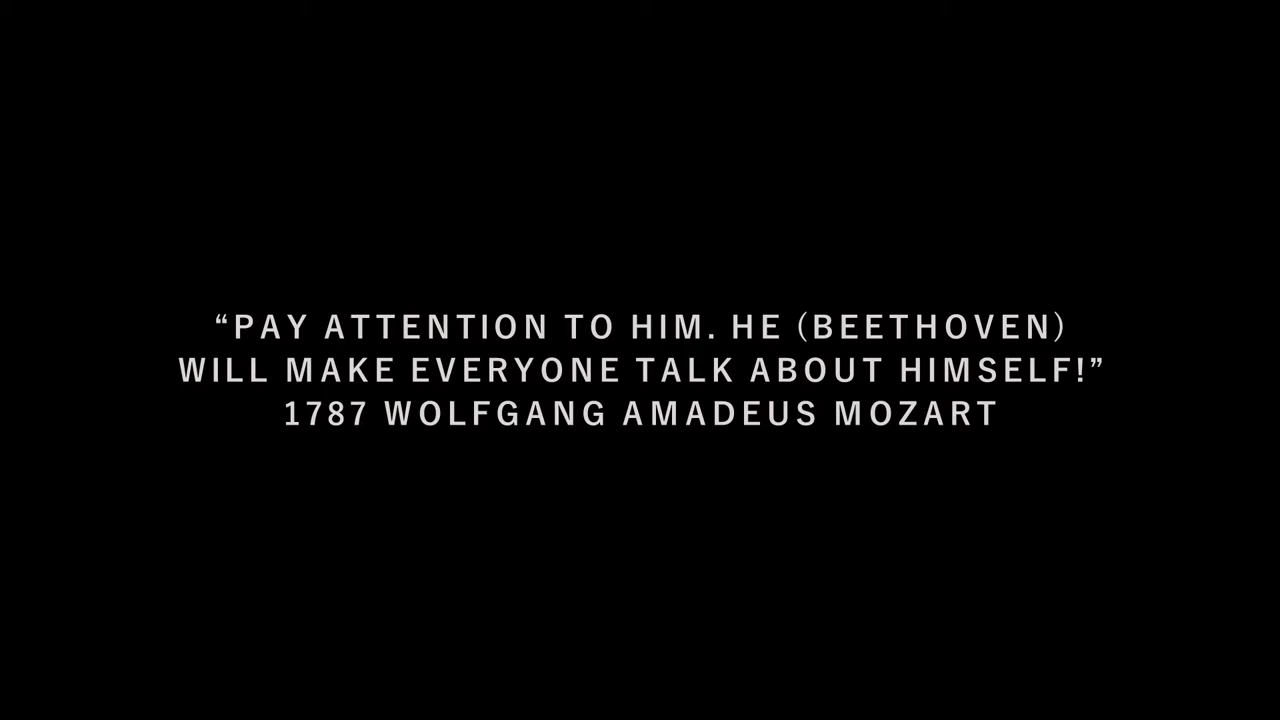 “PAY ATTENTION TO HIM. HE (BEETHOVEN)
WILL MAKE EVERYONE TALK ABOUT HIMSELF!”
1787 WOLFGANG AMADEUS MOZART